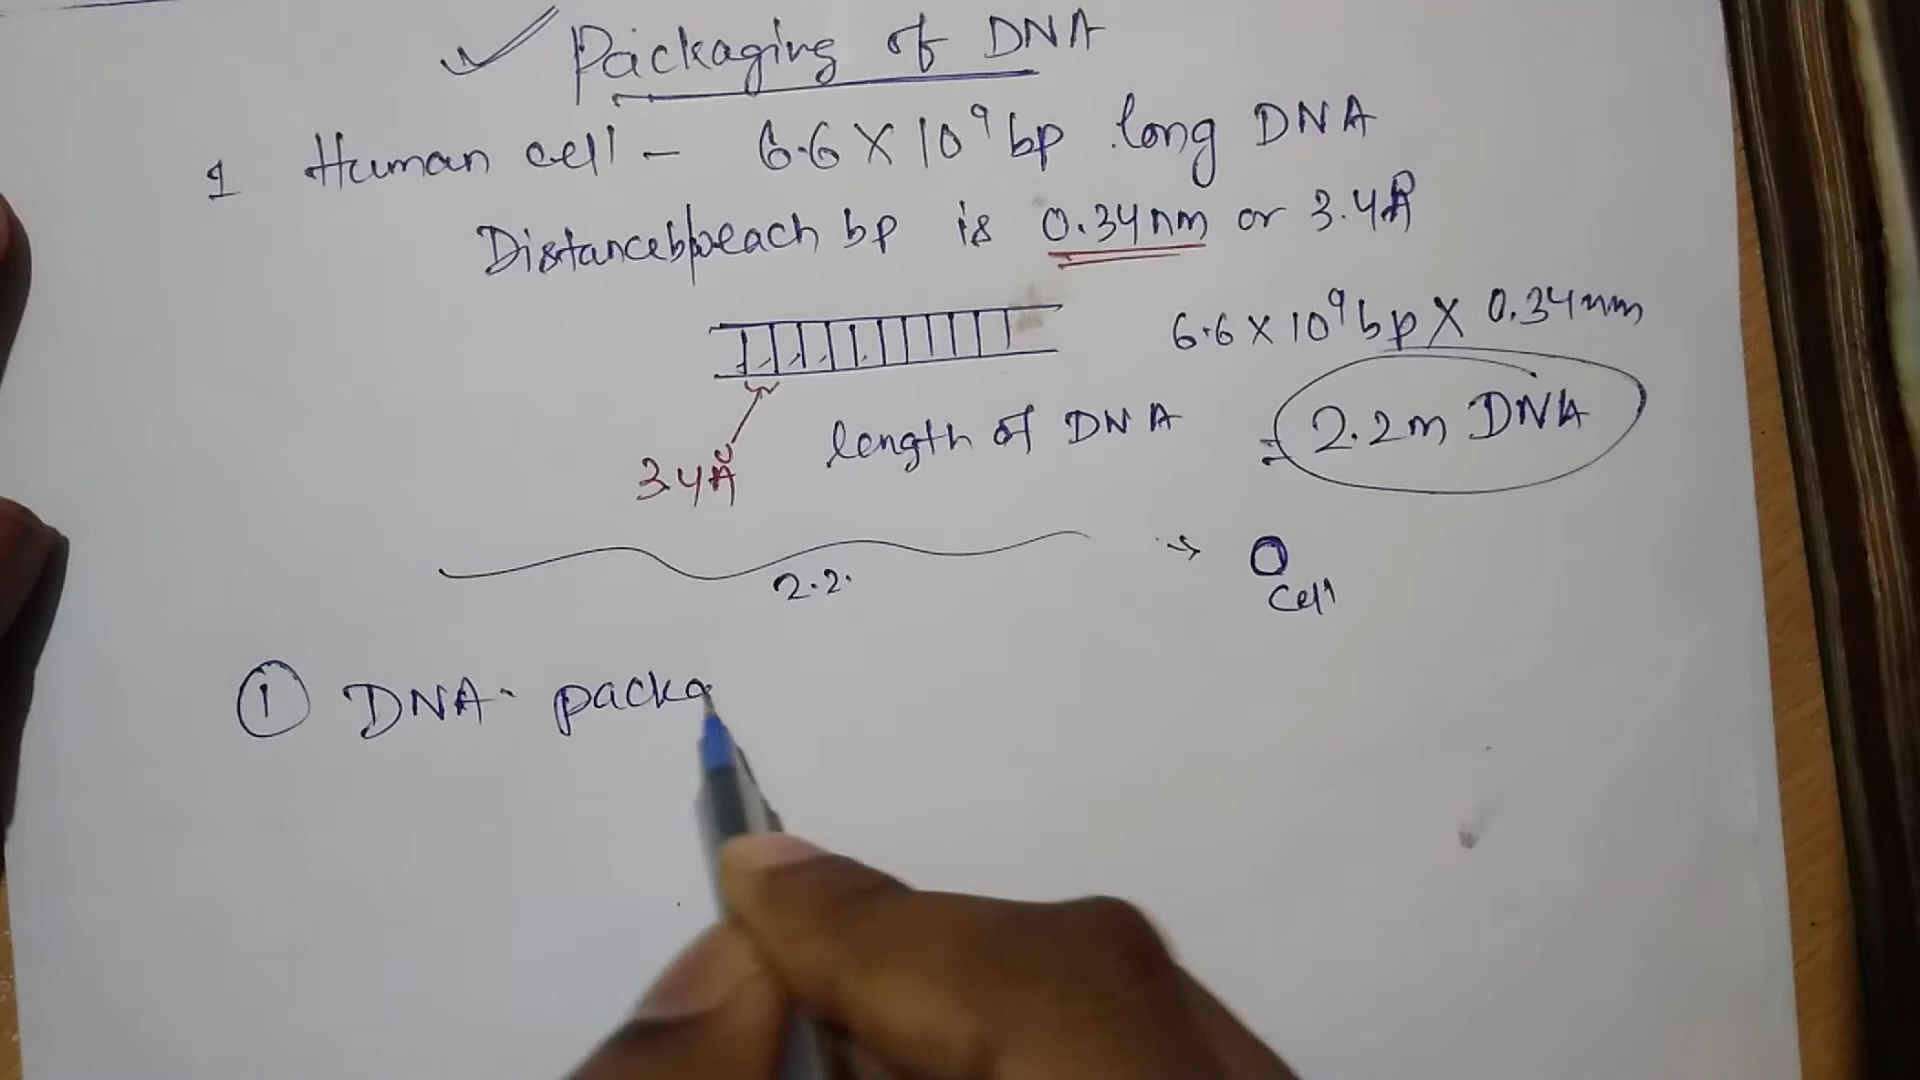 Packaging of DNA
1 Human cell - 6.6 X 10⁹ bp long DNA
Distance b/w each bp is 0.34nm or 3.4Å
6.6 X 10⁹ bp X 0.34nm
length of DNA = 2.2m DNA
3.4Å
2.2.
Cell
① DNA - packa